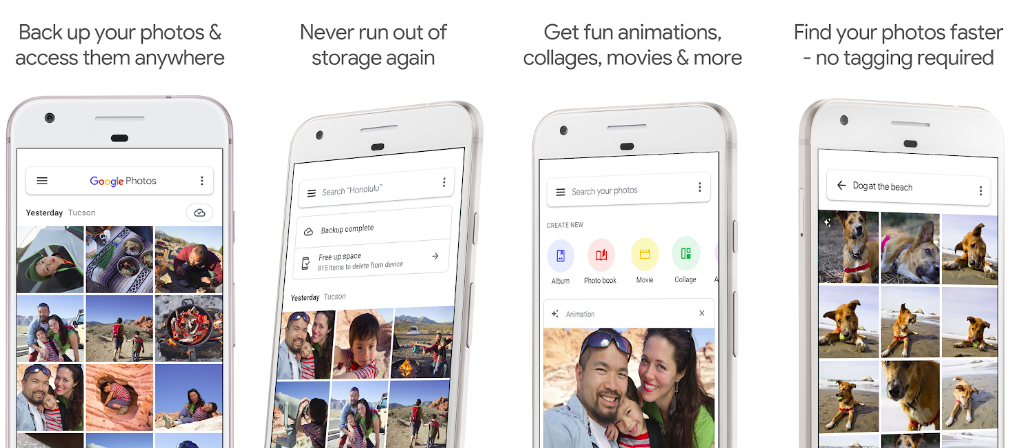 Back up your photos &
access them anywhere
Google Photos
Yesterday Tucson
Never run out of
storage again
Search "Honolulu"
Backup complete
Free up space
815 items to delete from device
Yesterday Tucson
Get fun animations,
collages, movies & more
Search your photos
CREATE NEW
Album Photo book Movie Collage A
Animation
Find your photos faster
- no tagging required
Dog at the beach